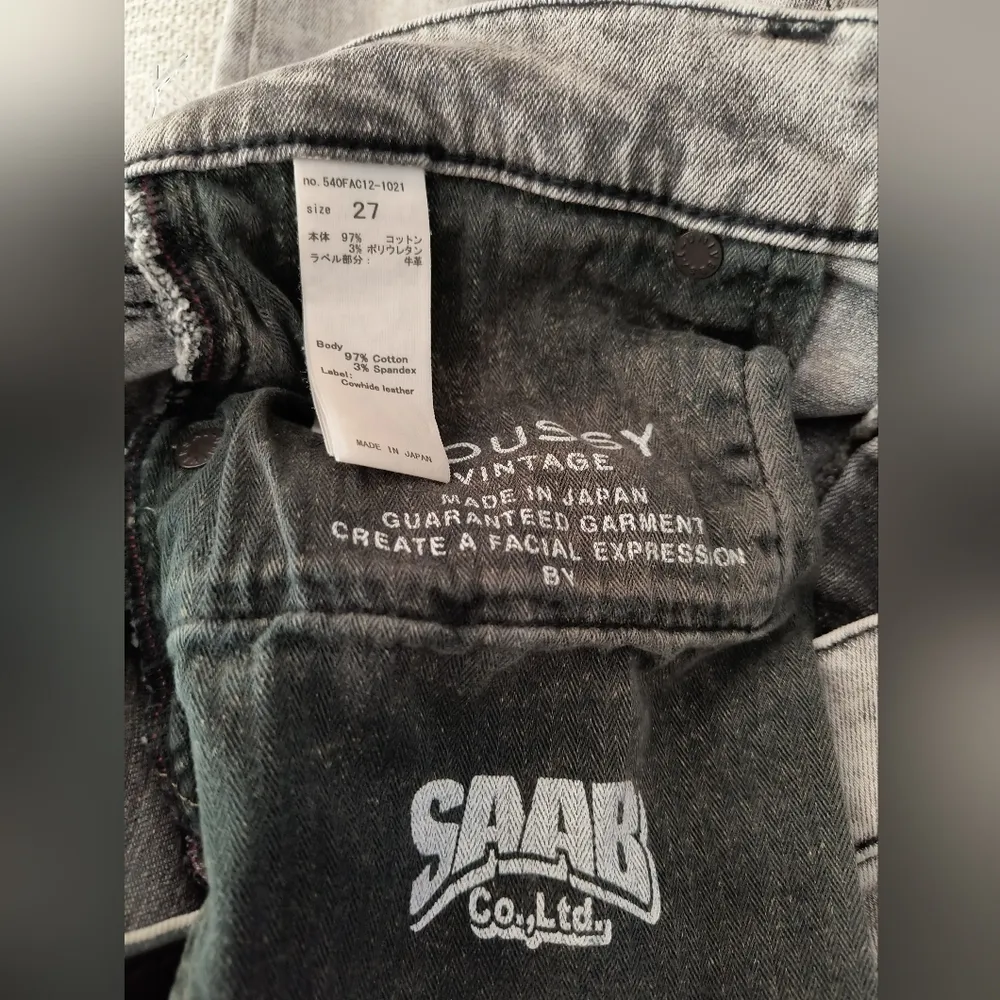 no. 540FAC12-1021
size 27
本体 97% コットン
3% ポリウレタン
ラベル部分： 牛革
Body
97% Cotton
3% Spandex
Label:
Cowhide leather
MADE IN JAPAN
OUSSY
VINTAGE
MADE IN JAPAN
GUARANTEED GARMENT
CREATE A FACIAL EXPRESSION
BY
SAAB
Co.,Ltd.